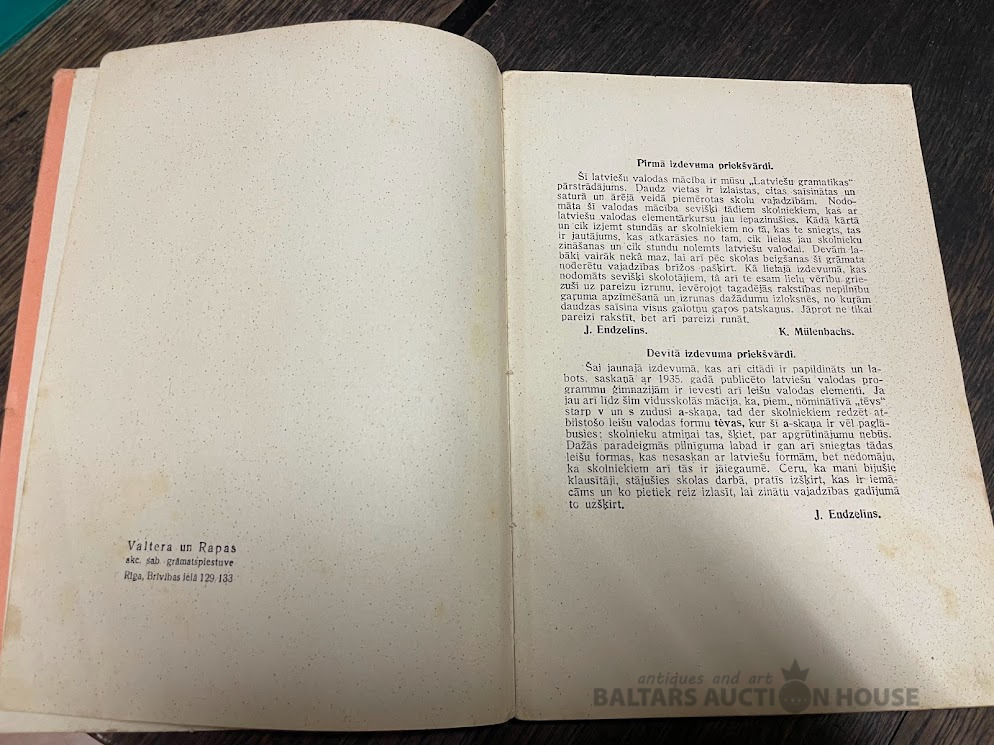 Valtera un Rapas
akc. sab. grāmatspiestuve
Rīgā, Brīvības ielā 129/133
Pirmā izdevuma priekšvārdi.
Šī latviešu valodas mācība ir mūsu „Latviešu gramatikas"
pārstrādājums. Daudz vietas ir izlaistas, citas saīsinātas un
saturā un ārējā veidā piemērotas skolu vajadzībām. Nodo-
māta šī valodas mācība sevišķi tādiem skolniekiem, kas ar
latviešu valodas elementārkursu jau iepazinušies. Kādā kārtā
un cik izņemt stundās ar skolniekiem no tā, kas te sniegts, tas
ir jautājums, kas atkarāsies no tam, cik lielas jau skolnieku
zināšanas un cik stundu nolemts latviešu valodai. Devām la-
bāki vairāk nekā maz, lai arī pēc skolas beigšanas šī grāmata
noderētu vajadzības brīžos pašķirt. Kā lielajā izdevumā, kas
nodomāts sevišķi skolotājiem, tā arī te esam lielu vērību grie-
zuši uz pareizu izrunu, ievērojot tagadējās rakstības nepilnību
garuma apzīmēšanā un izrunas dažādumu izloksnēs, no kuŗām
daudzas saīsina visus galotņu gaŗos patskaņus. Jāprot ne tikai
pareizi rakstīt, bet arī pareizi runāt.
J. Endzelīns. K. Mülenbachs.
Devītā izdevuma priekšvārdi.
Šai jaunajā izdevumā, kas arī citādi ir papildināts un la-
bots, saskaņā ar 1935. gadā publicēto latviešu valodas pro-
grammu ģimnazijām ir ievesti arī leišu valodas elementi. Ja
jau arī līdz šim vidusskolās mācīja, ka, piem., nōminātīvā „tēvs"
starp v un s zudusi a-skaņa, tad der skolniekiem redzēt at-
bilstošo leišu valodas formu tėvas, kur šī a-skaņa ir vēl paglā-
busies; skolnieku atmiņai tas, šķiet, par apgrūtinājumu nebūs.
Dažās paradeigmās pilnīguma labad ir gan arī sniegtas tādas
leišu formas, kas nesaskan ar latviešu formām, bet nedomāju,
ka skolniekiem arī tās ir jāiegaumē. Ceru, ka mani bijušie
klausītāji, stājušies skolas darbā, pratīs izšķirt, kas ir iemā-
cāms un ko pietiek reiz izlasīt, lai zinātu vajadzības gadījumā
to uzšķirt.
J. Endzelīns.
antiques and art
BALTARS AUCTION HOUSE